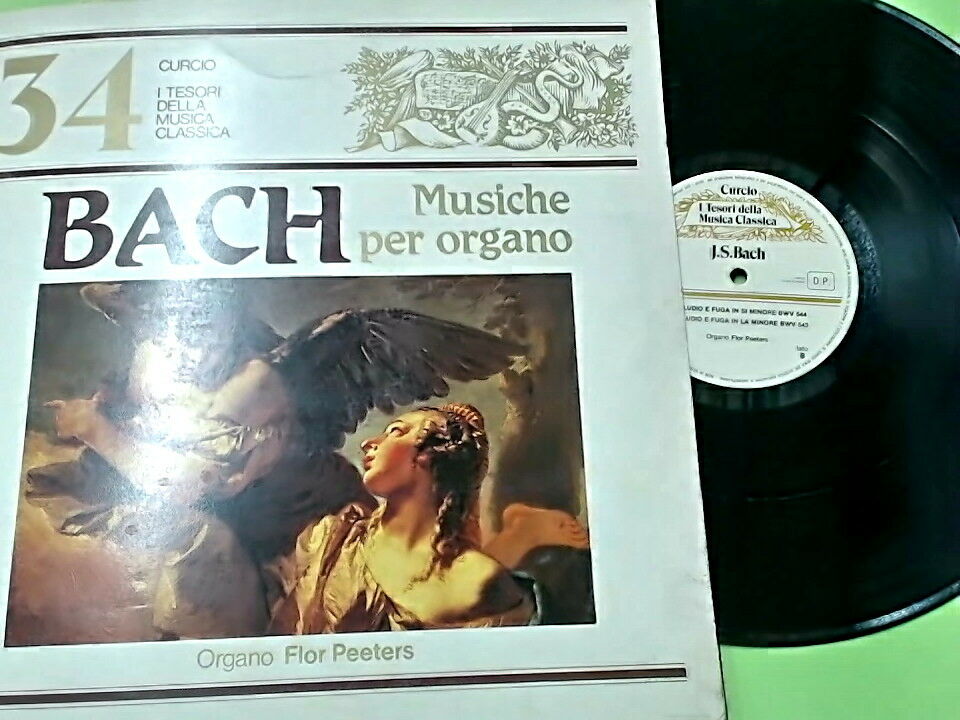 34
CURCIO
I TESORI
DELLA
MUSICA
CLASSICA
BACH
Musiche
per organo
Organo Flor Peeters
Curcio
I Tesori della
Musica Classica
J.S.Bach
D P
LUDIO E FUGA IN SI MINORE BWV 544
UDIO E FUGA IN LA MINORE BWV 543
Organo Flor Peeters
lato
B